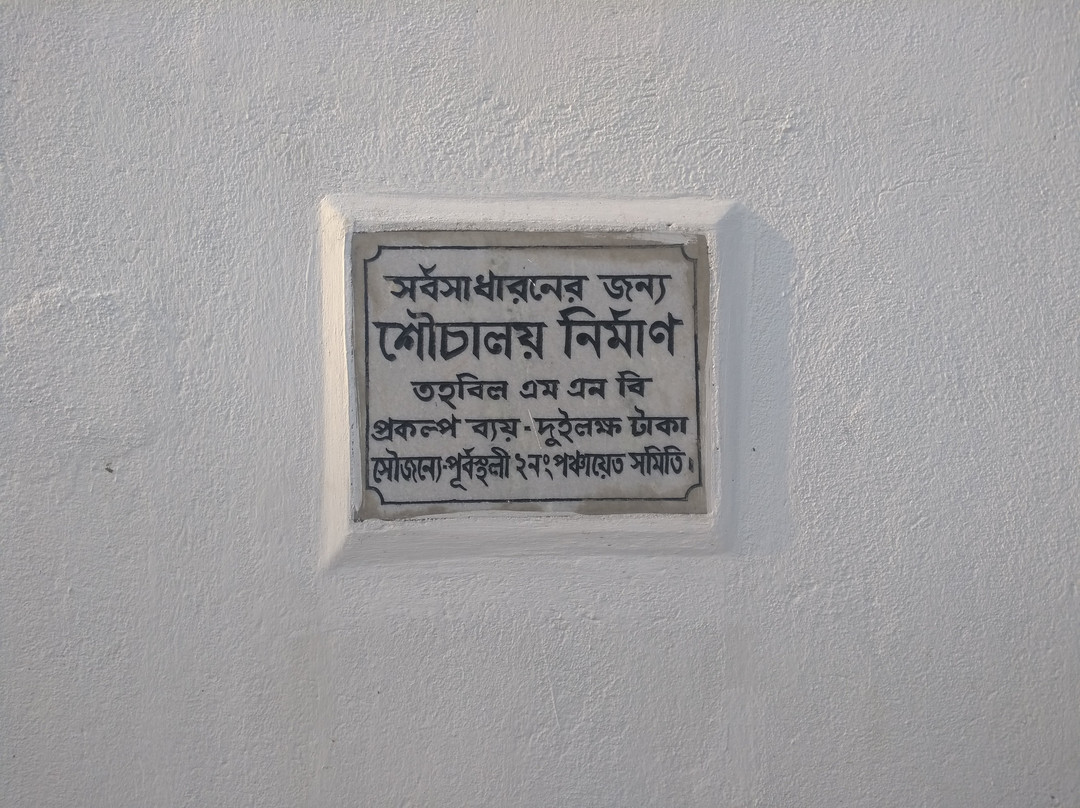 সর্বসাধারনের জন্য
শৌচালয় নির্মাণ
তহবিল এম এন বি
প্রকল্প ব্যয় - দুইলক্ষ টাকা
সৌজন্যে-পূর্বস্থলী ২নং পঞ্চায়েত সমিতি।